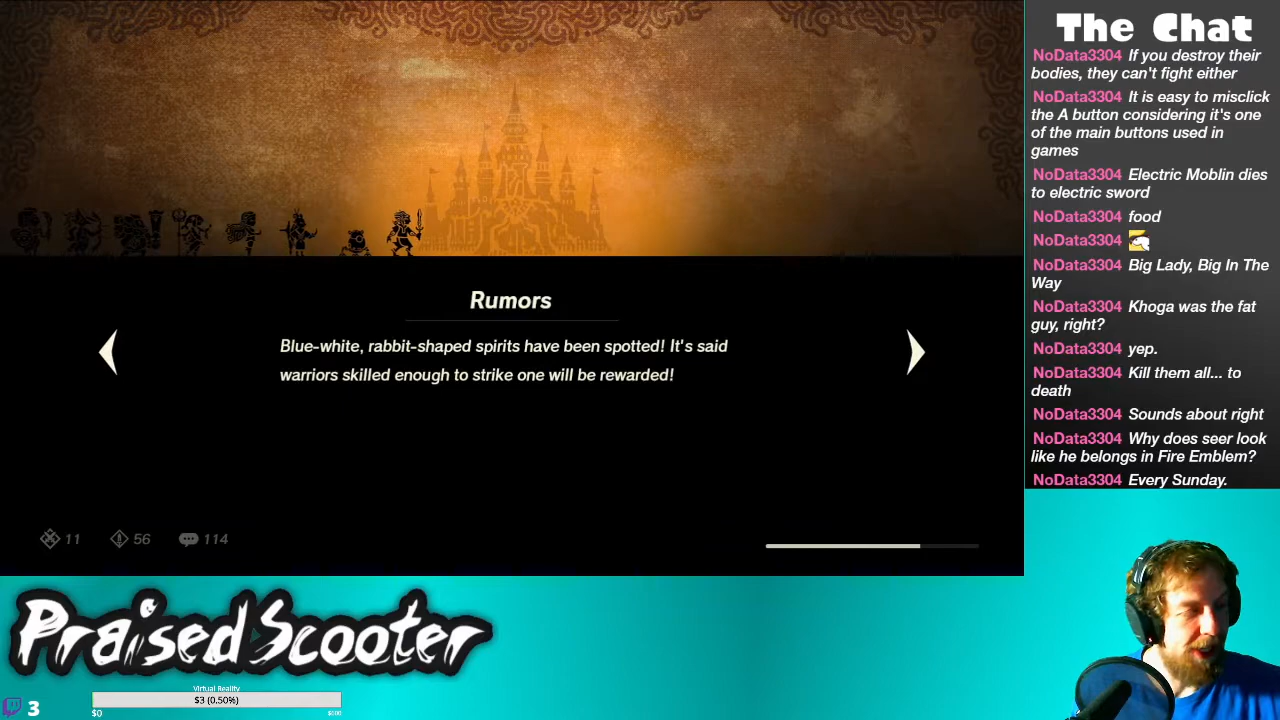 The Chat
NoData3304 If you destroy their
bodies, they can't fight either
NoData3304 It is easy to misclick
the A button considering it's one
of the main buttons used in
games
NoData3304 Electric Moblin dies
to electric sword
NoData3304 food
NoData3304
NoData3304 Big Lady, Big In The
Way
NoData3304 Khoga was the fat
guy, right?
NoData3304 yep.
NoData3304 Kill them all... to
death
NoData3304 Sounds about right
NoData3304 Why does seer look
like he belongs in Fire Emblem?
NoData3304 Every Sunday.
Rumors
Blue-white, rabbit-shaped spirits have been spotted! It's said
warriors skilled enough to strike one will be rewarded!
11 56 114
PraisedScooter
Virtual Reality
$3 (0.50%)
3 $0 $600